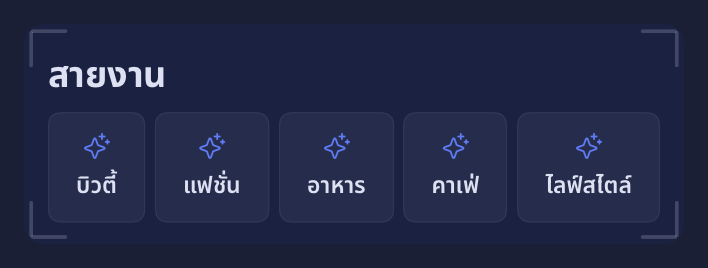 สายงาน
บิวตี้
แฟชั่น
อาหาร
คาเฟ่
ไลฟ์สไตล์